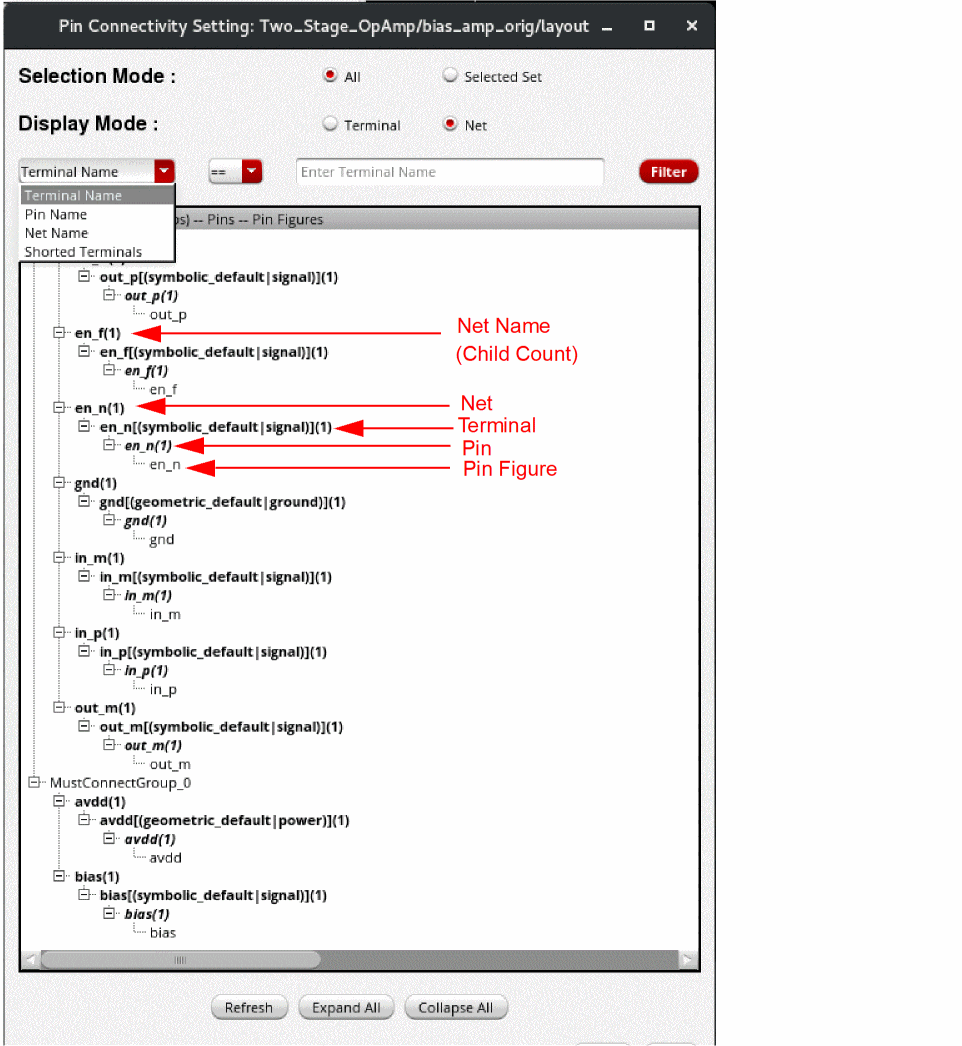 Pin Connectivity Setting: Two_Stage_OpAmp/bias_amp_orig/layout
Selection Mode : All Selected Set
Display Mode : Terminal Net
Terminal Name == Enter Terminal Name Filter
Terminal Name
Pin Name
Net Name
Shorted Terminals
-- Pins -- Pin Figures
out_p[(symbolic_default|signal)](1)
out_p(1)
out_p
en_f(1)
en_f[(symbolic_default|signal)](1)
en_f(1)
en_f
en_n(1)
en_n[(symbolic_default|signal)](1)
en_n(1)
en_n
Net Name
(Child Count)
Net
Terminal
Pin
Pin Figure
gnd(1)
gnd[(geometric_default|ground)](1)
gnd(1)
gnd
in_m(1)
in_m[(symbolic_default|signal)](1)
in_m(1)
in_m
in_p(1)
in_p[(symbolic_default|signal)](1)
in_p(1)
in_p
out_m(1)
out_m[(symbolic_default|signal)](1)
out_m(1)
out_m
MustConnectGroup_0
avdd(1)
avdd[(geometric_default|power)](1)
avdd(1)
avdd
bias(1)
bias[(symbolic_default|signal)](1)
bias(1)
bias
Refresh Expand All Collapse All